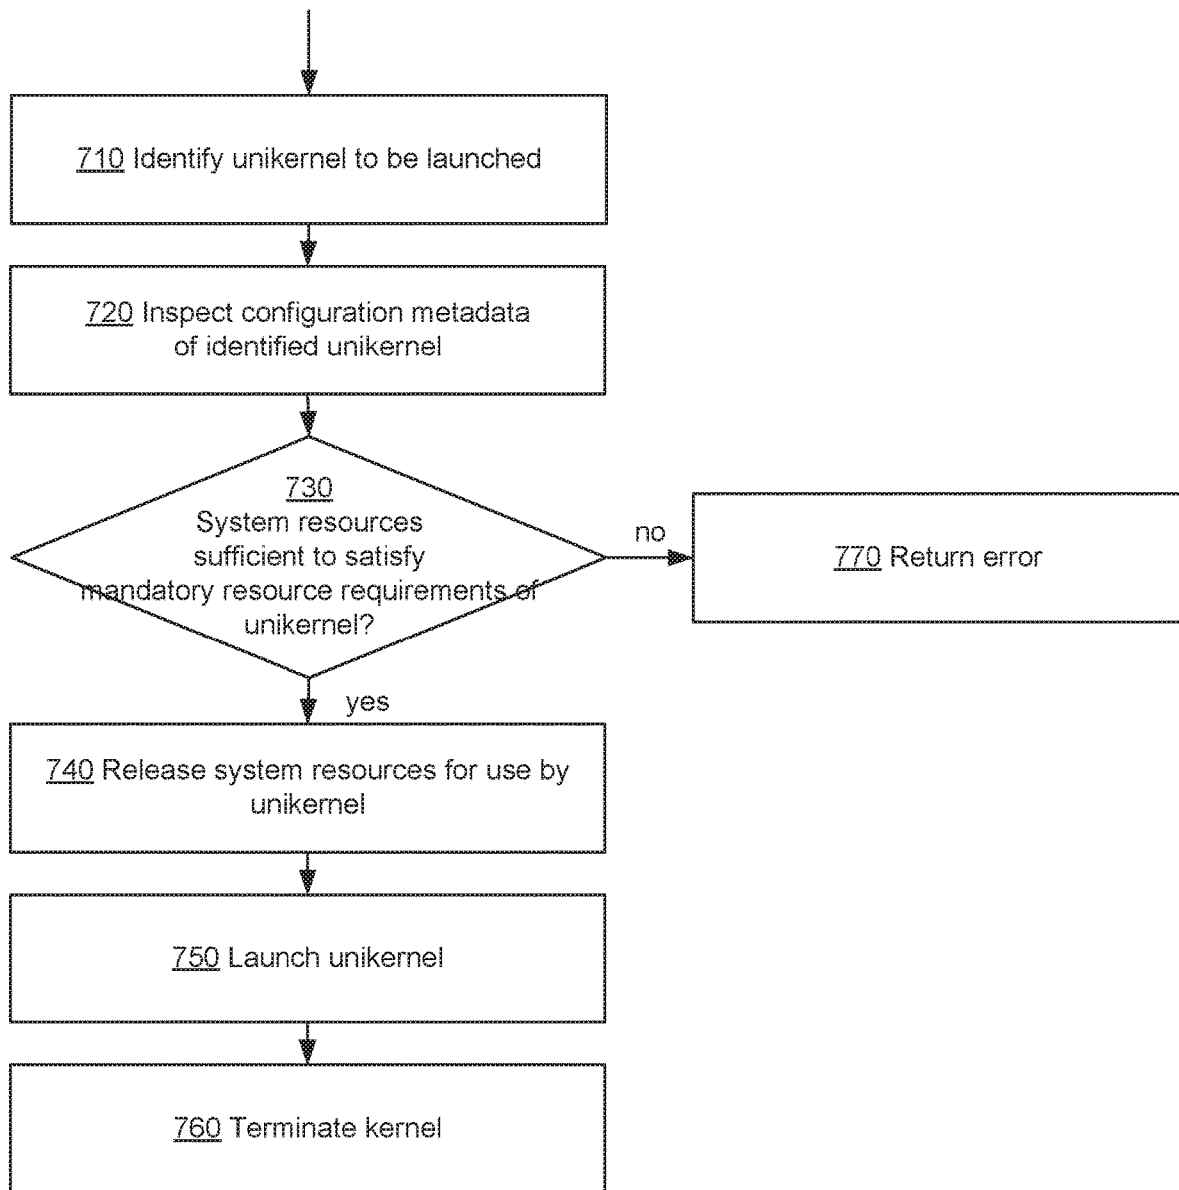 710 Identify unikernel to be launched
720 Inspect configuration metadata
of identified unikernel
730
System resources
sufficient to satisfy
mandatory resource requirements of
unikernel?
no
770 Return error
yes
740 Release system resources for use by
unikernel
750 Launch unikernel
760 Terminate kernel